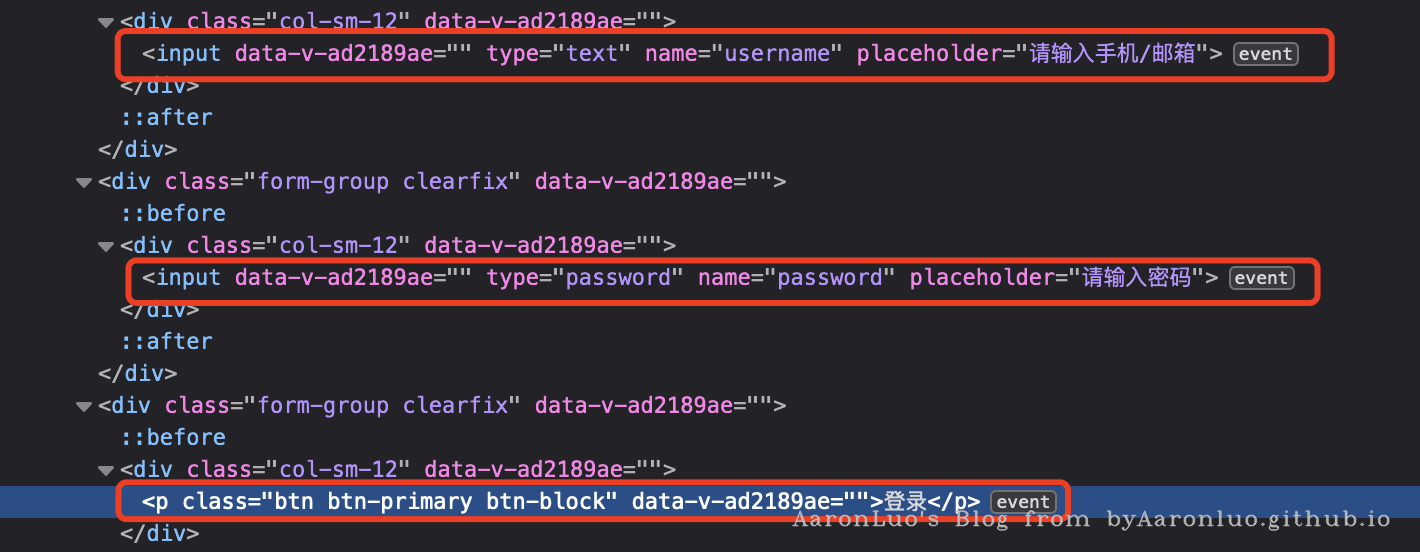 <div class="col-sm-12" data-v-ad2189ae="">
<input data-v-ad2189ae="" type="text" name="username" placeholder="请输入手机/邮箱"> event
</div>
::after
</div>
<div class="form-group clearfix" data-v-ad2189ae="">
::before
<div class="col-sm-12" data-v-ad2189ae="">
<input data-v-ad2189ae="" type="password" name="password" placeholder="请输入密码"> event
</div>
::after
</div>
<div class="form-group clearfix" data-v-ad2189ae="">
::before
<div class="col-sm-12" data-v-ad2189ae="">
<p class="btn btn-primary btn-block" data-v-ad2189ae="">登录</p> event
AaronLuo's Blog from byAaronluo.github.io
</div>